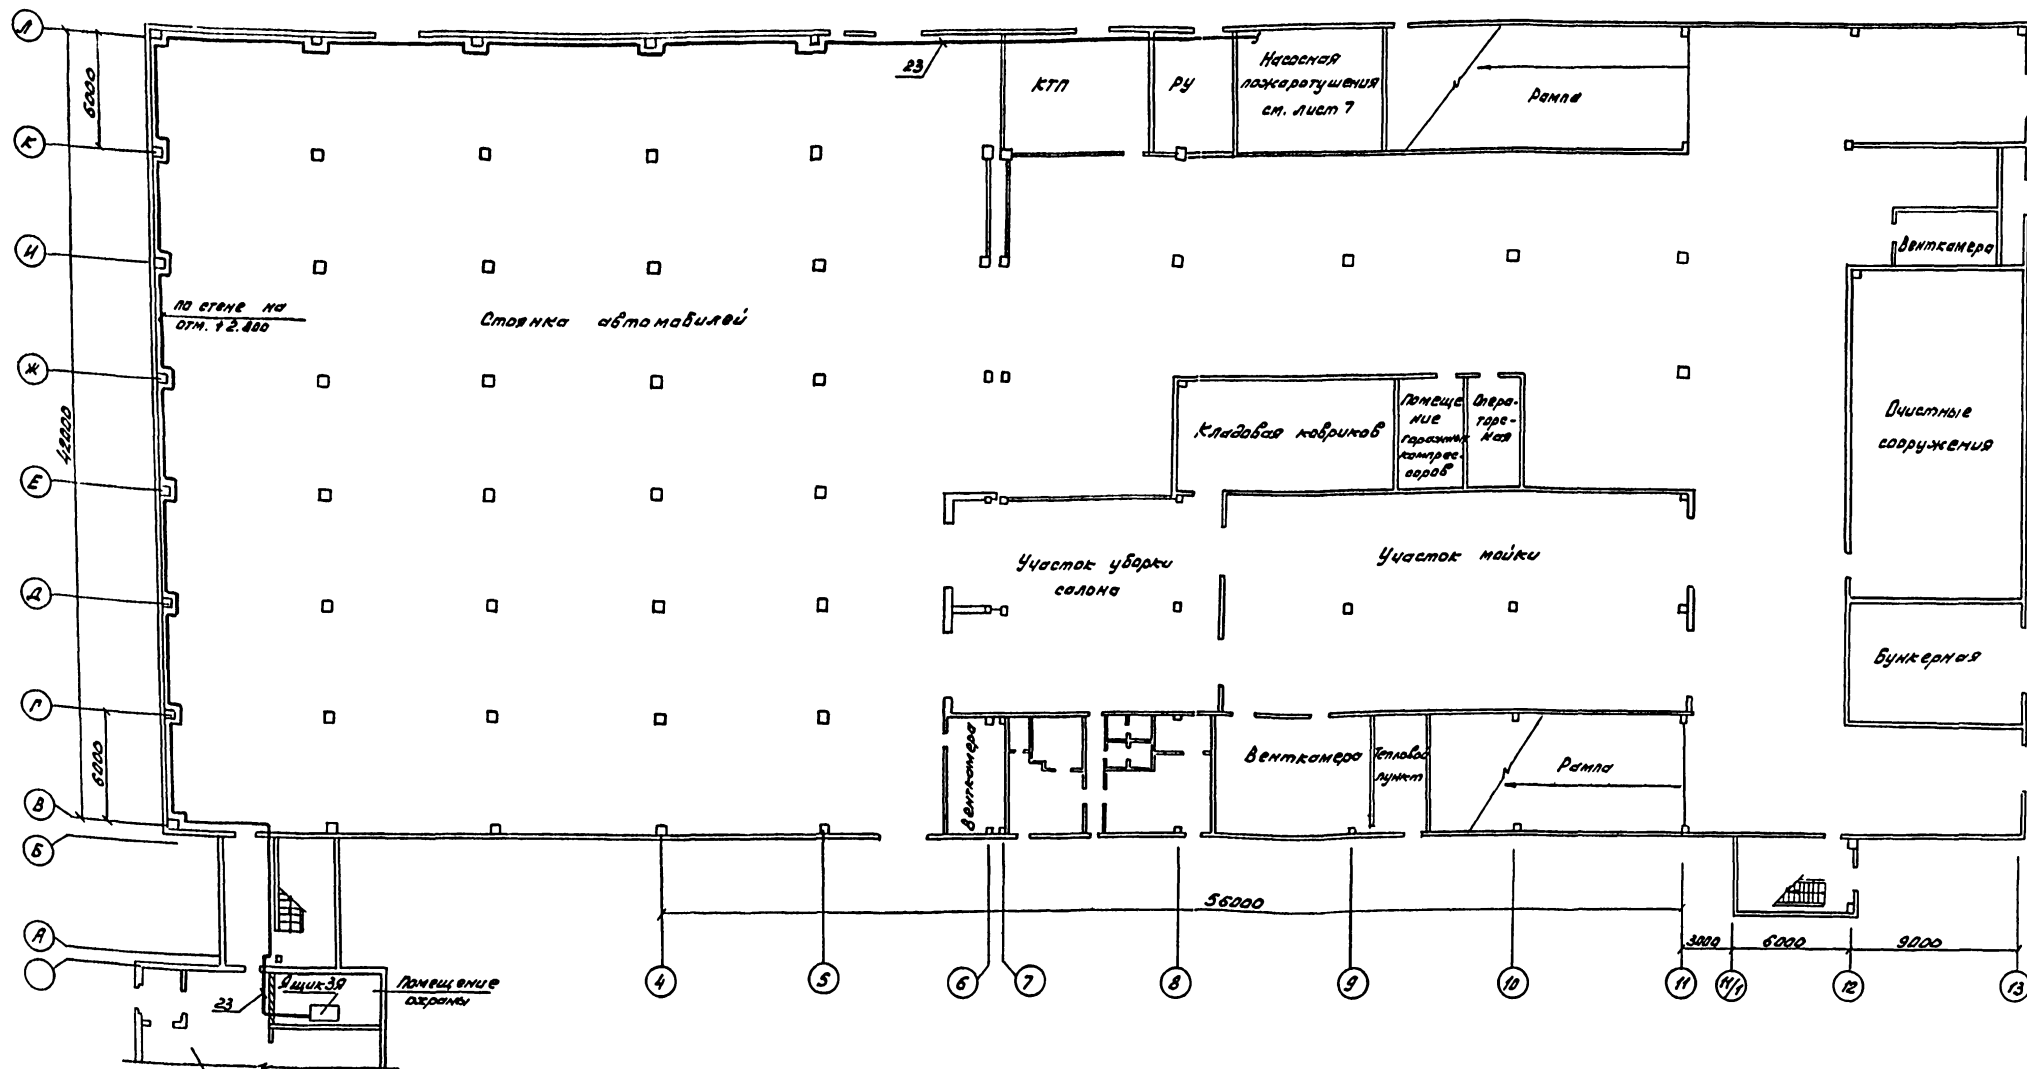 Л
6000
К
И
Ж
42000
Е
Д
Г
6000
В
Б
А
23
КТП
РУ
Насосная
пожаротушения
см. лист 7
Рампа
Венткамера
по стене на
отм. +2.800
Стоянка автомобилей
Кладовая ковриков
Помеще
ние
гаражных
компрес-
соров
Опера-
торс-
кая
Очистные
сооружения
Участок уборки
салона
Участок мойки
Бункерная
Венткамера
Венткамера
Тепловой
пункт
Рампа
56000
3000
6000
9000
4
5
6
7
8
9
10
11
11/1
12
13
Ящик ЗЯ
Помещение
охраны
23